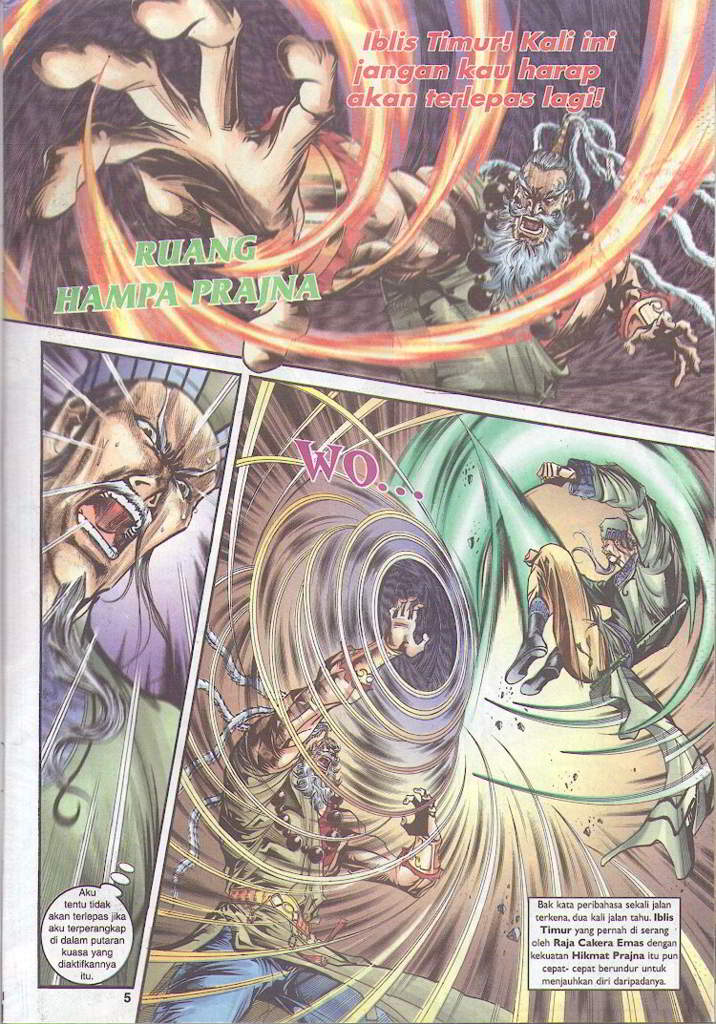 Iblis Timur! Kali ini
jangan kau harap
akan terlepas lagi!
RUANG
HAMPA PRAJNA
WO...
Aku
tentu tidak
akan terlepas jika
aku terperangkap
di dalam putaran
kuasa yang
diaktifkannya
itu.
Bak kata peribahasa sekali jalan
terkena, dua kali jalan tahu. Iblis
Timur yang pernah di serang
oleh Raja Cakera Emas dengan
kekuatan Hikmat Prajna itu pun
cepat- cepat berundur untuk
menjauhkan diri daripadanya.
5